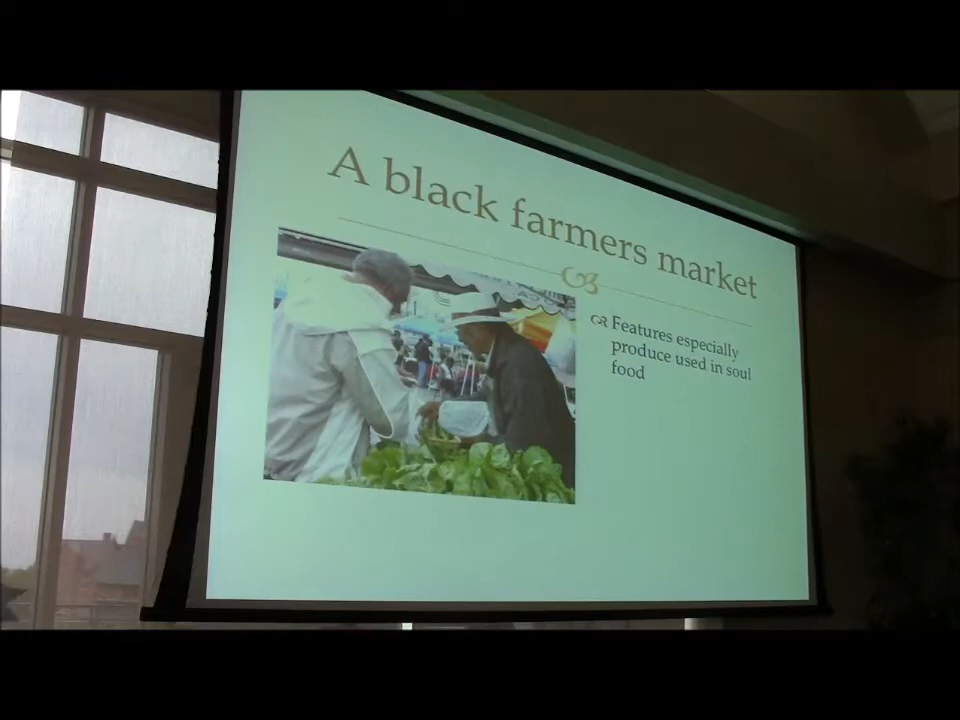 A black farmers market
Features especially
produce used in soul
food